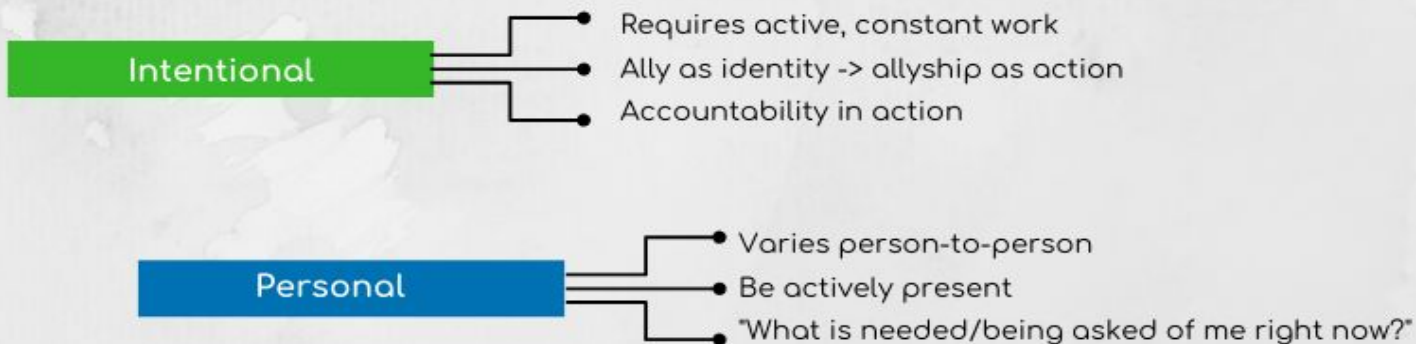 Intentional
Requires active, constant work
Ally as identity -> allyship as action
Accountability in action
Personal
Varies person-to-person
Be actively present
"What is needed/being asked of me right now?"